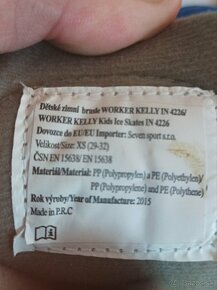 Dětské zimní brusle WORKER KELLY IN 4226/
WORKER KELLY Kids Ice Skates IN 4226
Dovozce do EU/EU Importer: Seven sport s.r.o.
Velikost/Size: XS (29-32)
ČSN EN 15638/ EN 15638
Materiál/Material: PP (Polypropylen) a PE (Polyethylen)/
PP (Polypropylene) and PE (Polythene)
Rok výroby/Year of Manufacture: 2015
Made in P.R.C